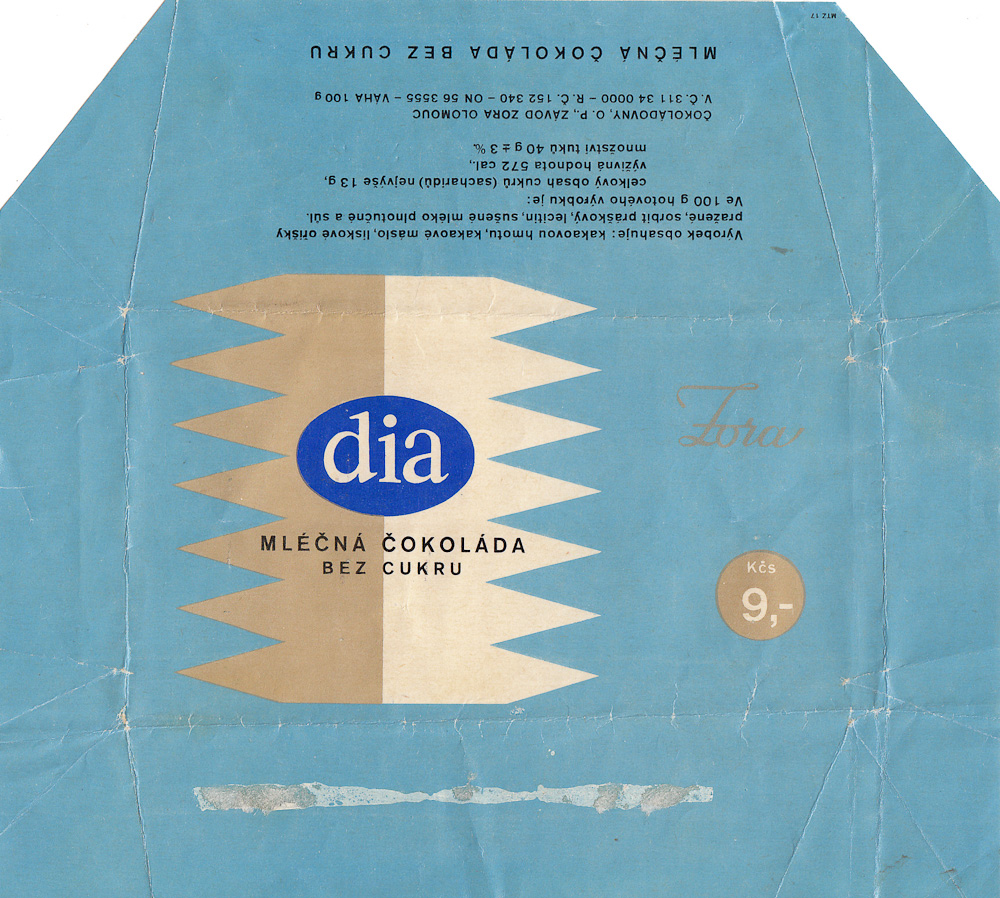 MTZ 17
MLÉČNÁ ČOKOLÁDA BEZ CUKRU
V. Č. 311 34 0000 – R. Č. 152 340 – ON 56 3555 – VÁHA 100 g
ČOKOLÁDOVNY, O. P., ZÁVOD ZORA OLOMOUC
množství tuků 40 g ± 3 %.
výživná hodnota 572 cal.,
celkový obsah cukrů (sacharidů) nejvýše 13 g,
Ve 100 g hotového výrobku je:
pražené, sorbit práškový, lecitin, sušené mléko plnotučné a sůl.
Výrobek obsahuje: kakaovou hmotu, kakaové máslo, lískové oříšky
dia
MLÉČNÁ ČOKOLÁDA
BEZ CUKRU
Zora
Kčs
9,-